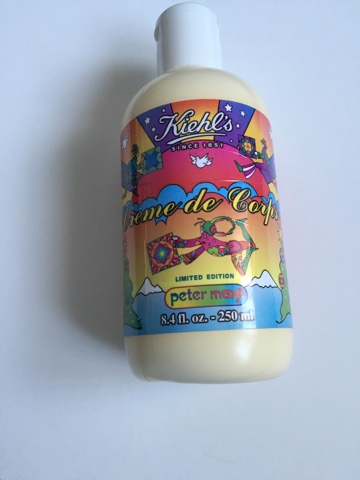 Kiehl's
SINCE 1851
Creme de Corps
LIMITED EDITION
peter max
8.4 fl. oz. - 250 ml